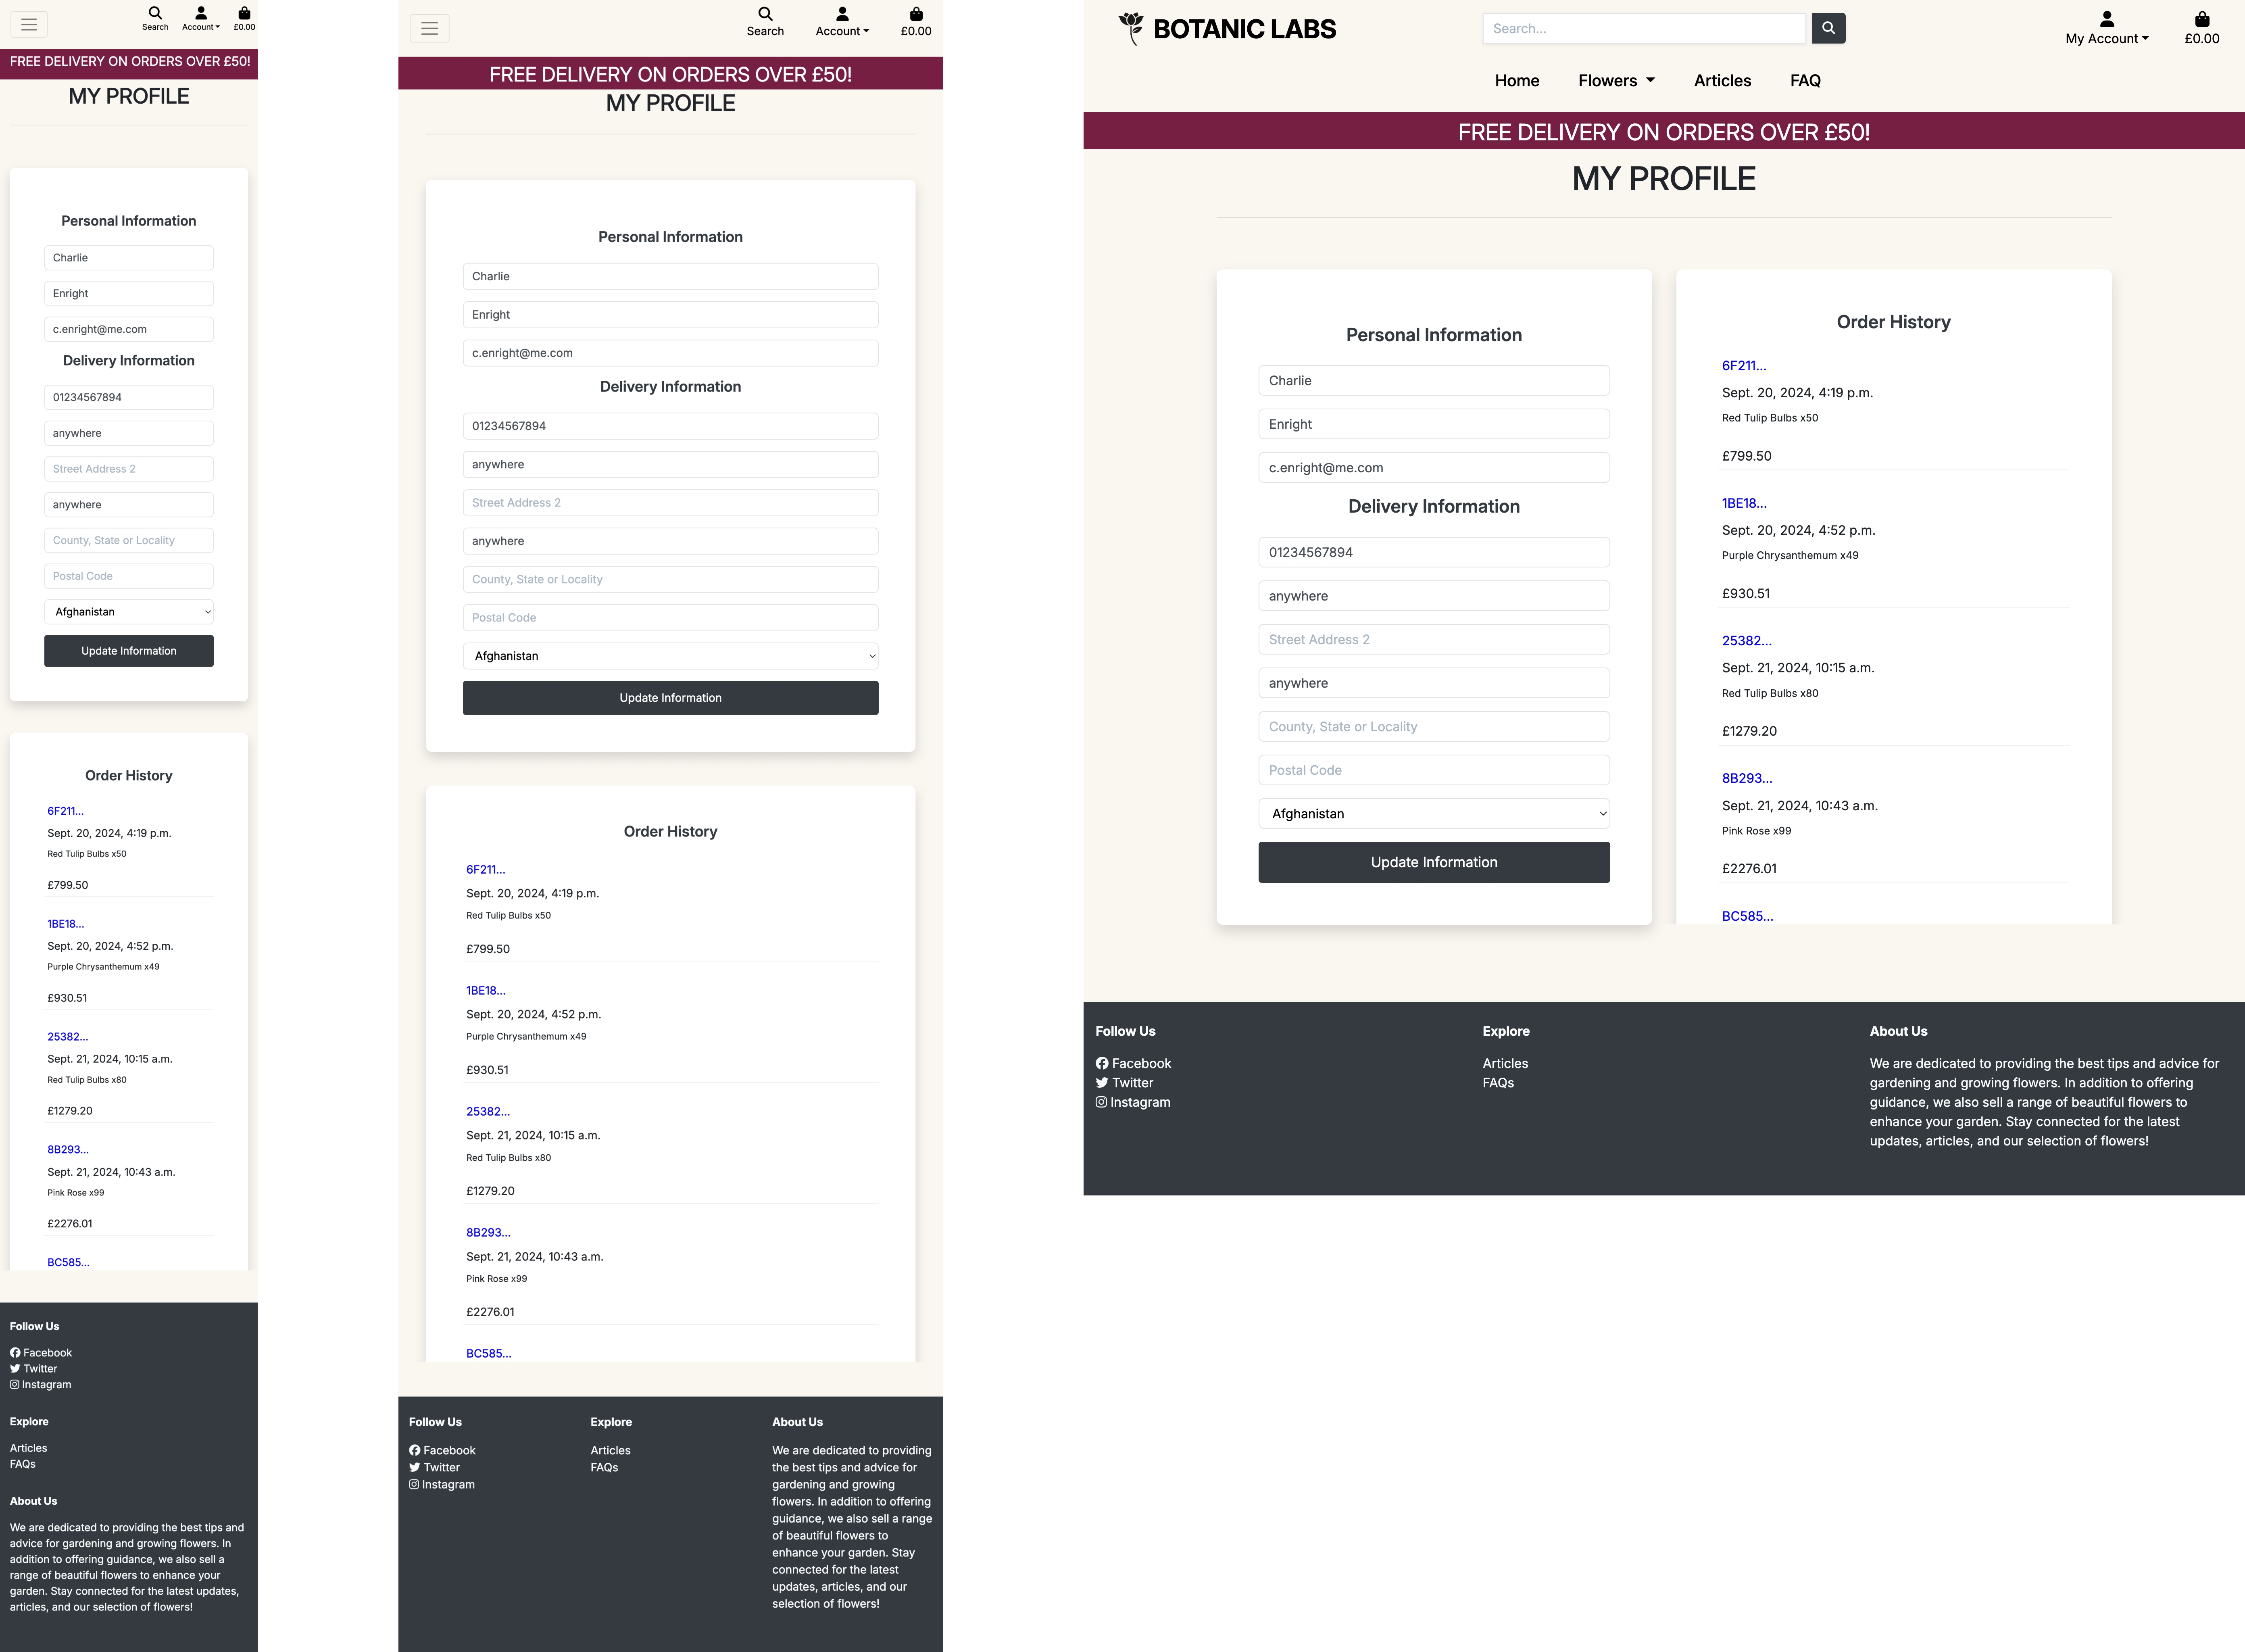 Search
Account
£0.00
FREE DELIVERY ON ORDERS OVER £50!
MY PROFILE
Personal Information
Charlie
Enright
c.enright@me.com
Delivery Information
01234567894
anywhere
Street Address 2
anywhere
County, State or Locality
Postal Code
Afghanistan
Update Information
Order History
6F211...
Sept. 20, 2024, 4:19 p.m.
Red Tulip Bulbs x50
£799.50
1BE18...
Sept. 20, 2024, 4:52 p.m.
Purple Chrysanthemum x49
£930.51
25382...
Sept. 21, 2024, 10:15 a.m.
Red Tulip Bulbs x80
£1279.20
8B293...
Sept. 21, 2024, 10:43 a.m.
Pink Rose x99
£2276.01
BC585...
Follow Us
Facebook
Twitter
Instagram
Explore
Articles
FAQs
About Us
We are dedicated to providing the best tips and
advice for gardening and growing flowers. In
addition to offering guidance, we also sell a
range of beautiful flowers to enhance your
garden. Stay connected for the latest updates,
articles, and our selection of flowers!
Search
Account
£0.00
FREE DELIVERY ON ORDERS OVER £50!
MY PROFILE
Personal Information
Charlie
Enright
c.enright@me.com
Delivery Information
01234567894
anywhere
Street Address 2
anywhere
County, State or Locality
Postal Code
Afghanistan
Update Information
Order History
6F211...
Sept. 20, 2024, 4:19 p.m.
Red Tulip Bulbs x50
£799.50
1BE18...
Sept. 20, 2024, 4:52 p.m.
Purple Chrysanthemum x49
£930.51
25382...
Sept. 21, 2024, 10:15 a.m.
Red Tulip Bulbs x80
£1279.20
8B293...
Sept. 21, 2024, 10:43 a.m.
Pink Rose x99
£2276.01
BC585...
Follow Us
Facebook
Twitter
Instagram
Explore
Articles
FAQs
About Us
We are dedicated to providing
the best tips and advice for
gardening and growing
flowers. In addition to offering
guidance, we also sell a range
of beautiful flowers to
enhance your garden. Stay
connected for the latest
updates, articles, and our
selection of flowers!
BOTANIC LABS
Search...
My Account
£0.00
Home
Flowers
Articles
FAQ
FREE DELIVERY ON ORDERS OVER £50!
MY PROFILE
Personal Information
Charlie
Enright
c.enright@me.com
Delivery Information
01234567894
anywhere
Street Address 2
anywhere
County, State or Locality
Postal Code
Afghanistan
Update Information
Order History
6F211...
Sept. 20, 2024, 4:19 p.m.
Red Tulip Bulbs x50
£799.50
1BE18...
Sept. 20, 2024, 4:52 p.m.
Purple Chrysanthemum x49
£930.51
25382...
Sept. 21, 2024, 10:15 a.m.
Red Tulip Bulbs x80
£1279.20
8B293...
Sept. 21, 2024, 10:43 a.m.
Pink Rose x99
£2276.01
BC585...
Follow Us
Facebook
Twitter
Instagram
Explore
Articles
FAQs
About Us
We are dedicated to providing the best tips and advice for
gardening and growing flowers. In addition to offering
guidance, we also sell a range of beautiful flowers to
enhance your garden. Stay connected for the latest
updates, articles, and our selection of flowers!